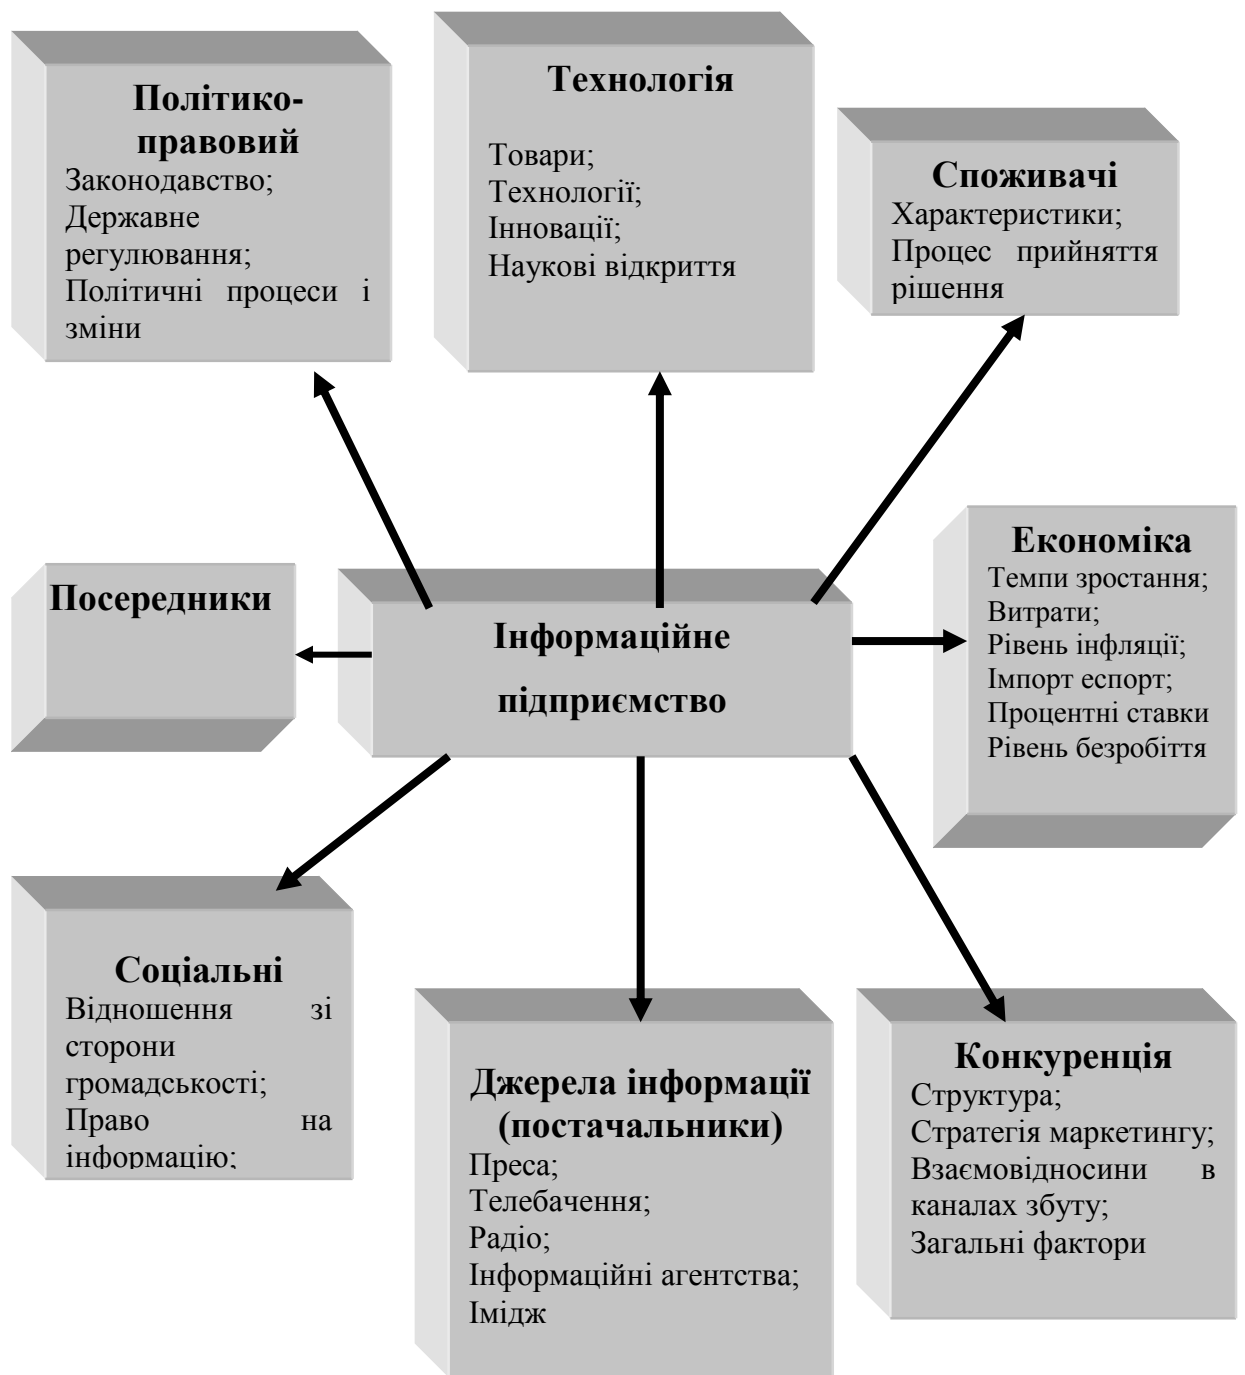 Політико-
правовий
Законодавство;
Державне
регулювання;
Політичні процеси і
зміни
Технологія
Товари;
Технології;
Інновації;
Наукові відкриття
Споживачі
Характеристики;
Процес прийняття
рішення
Посередники
Інформаційне
підприємство
Економіка
Темпи зростання;
Витрати;
Рівень інфляції;
Імпорт еспорт;
Процентні ставки
Рівень безробіття
Соціальні
Відношення зі
сторони
громадськості;
Право на
інформацію;
Джерела інформації
(постачальники)
Преса;
Телебачення;
Радіо;
Інформаційні агентства;
Імідж
Конкуренція
Структура;
Стратегія маркетингу;
Взаємовідносини в
каналах збуту;
Загальні фактори